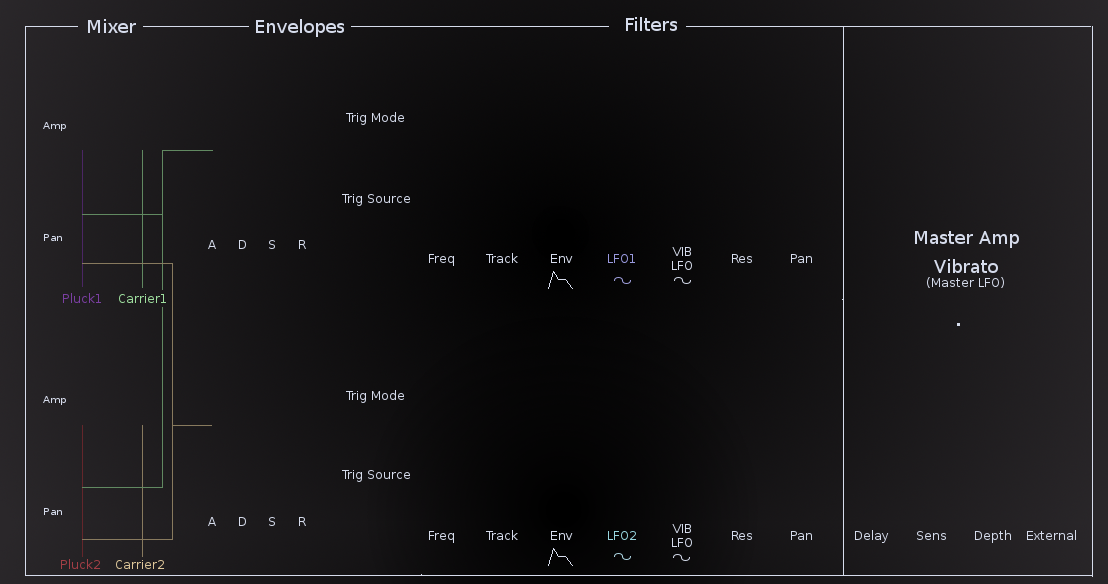 Mixer Envelopes Filters
Trig Mode
Amp
Trig Source
Pan
A D S R
Freq Track Env LFO1 VIB LFO Res Pan
Master Amp
Vibrato
(Master LFO)
Pluck1 Carrier1
Trig Mode
Amp
Trig Source
Pan
A D S R
Freq Track Env LFO2 VIB LFO Res Pan
Delay Sens Depth External
Pluck2 Carrier2